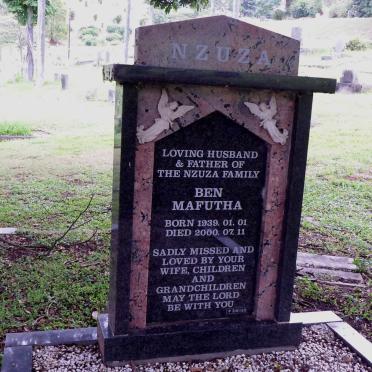 NZUZA
LOVING HUSBAND
& FATHER OF
THE NZUZA FAMILY
BEN
MAFUTHA
BORN 1939. 01. 01
DIED 2000. 07. 11
SADLY MISSED AND
LOVED BY YOUR
WIFE, CHILDREN
AND
GRANDCHILDREN
MAY THE LORD
BE WITH YOU